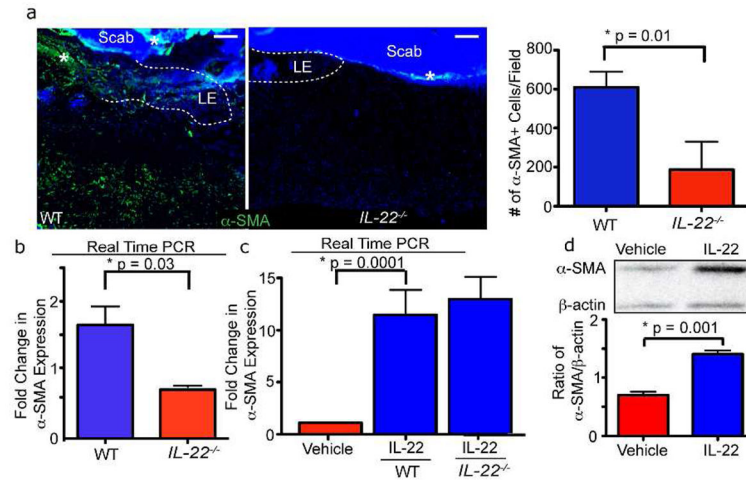 a
Scab
*
*
LE
WT
α-SMA
Scab
LE
*
IL-22-/-
* p = 0.01
# of α-SMA+ Cells/Field
800
600
400
200
0
WT
IL-22-/-
b
Real Time PCR
* p = 0.03
Fold Change in
α-SMA Expression
2
1
0
WT
IL-22-/-
c
Real Time PCR
* p = 0.0001
Fold Change in
α-SMA Expression
15
10
5
0
Vehicle
IL-22
WT
IL-22
IL-22-/-
d
Vehicle IL-22
α-SMA
β-actin
* p = 0.001
Ratio of
α-SMA/β-actin
2
1
0
Vehicle
IL-22